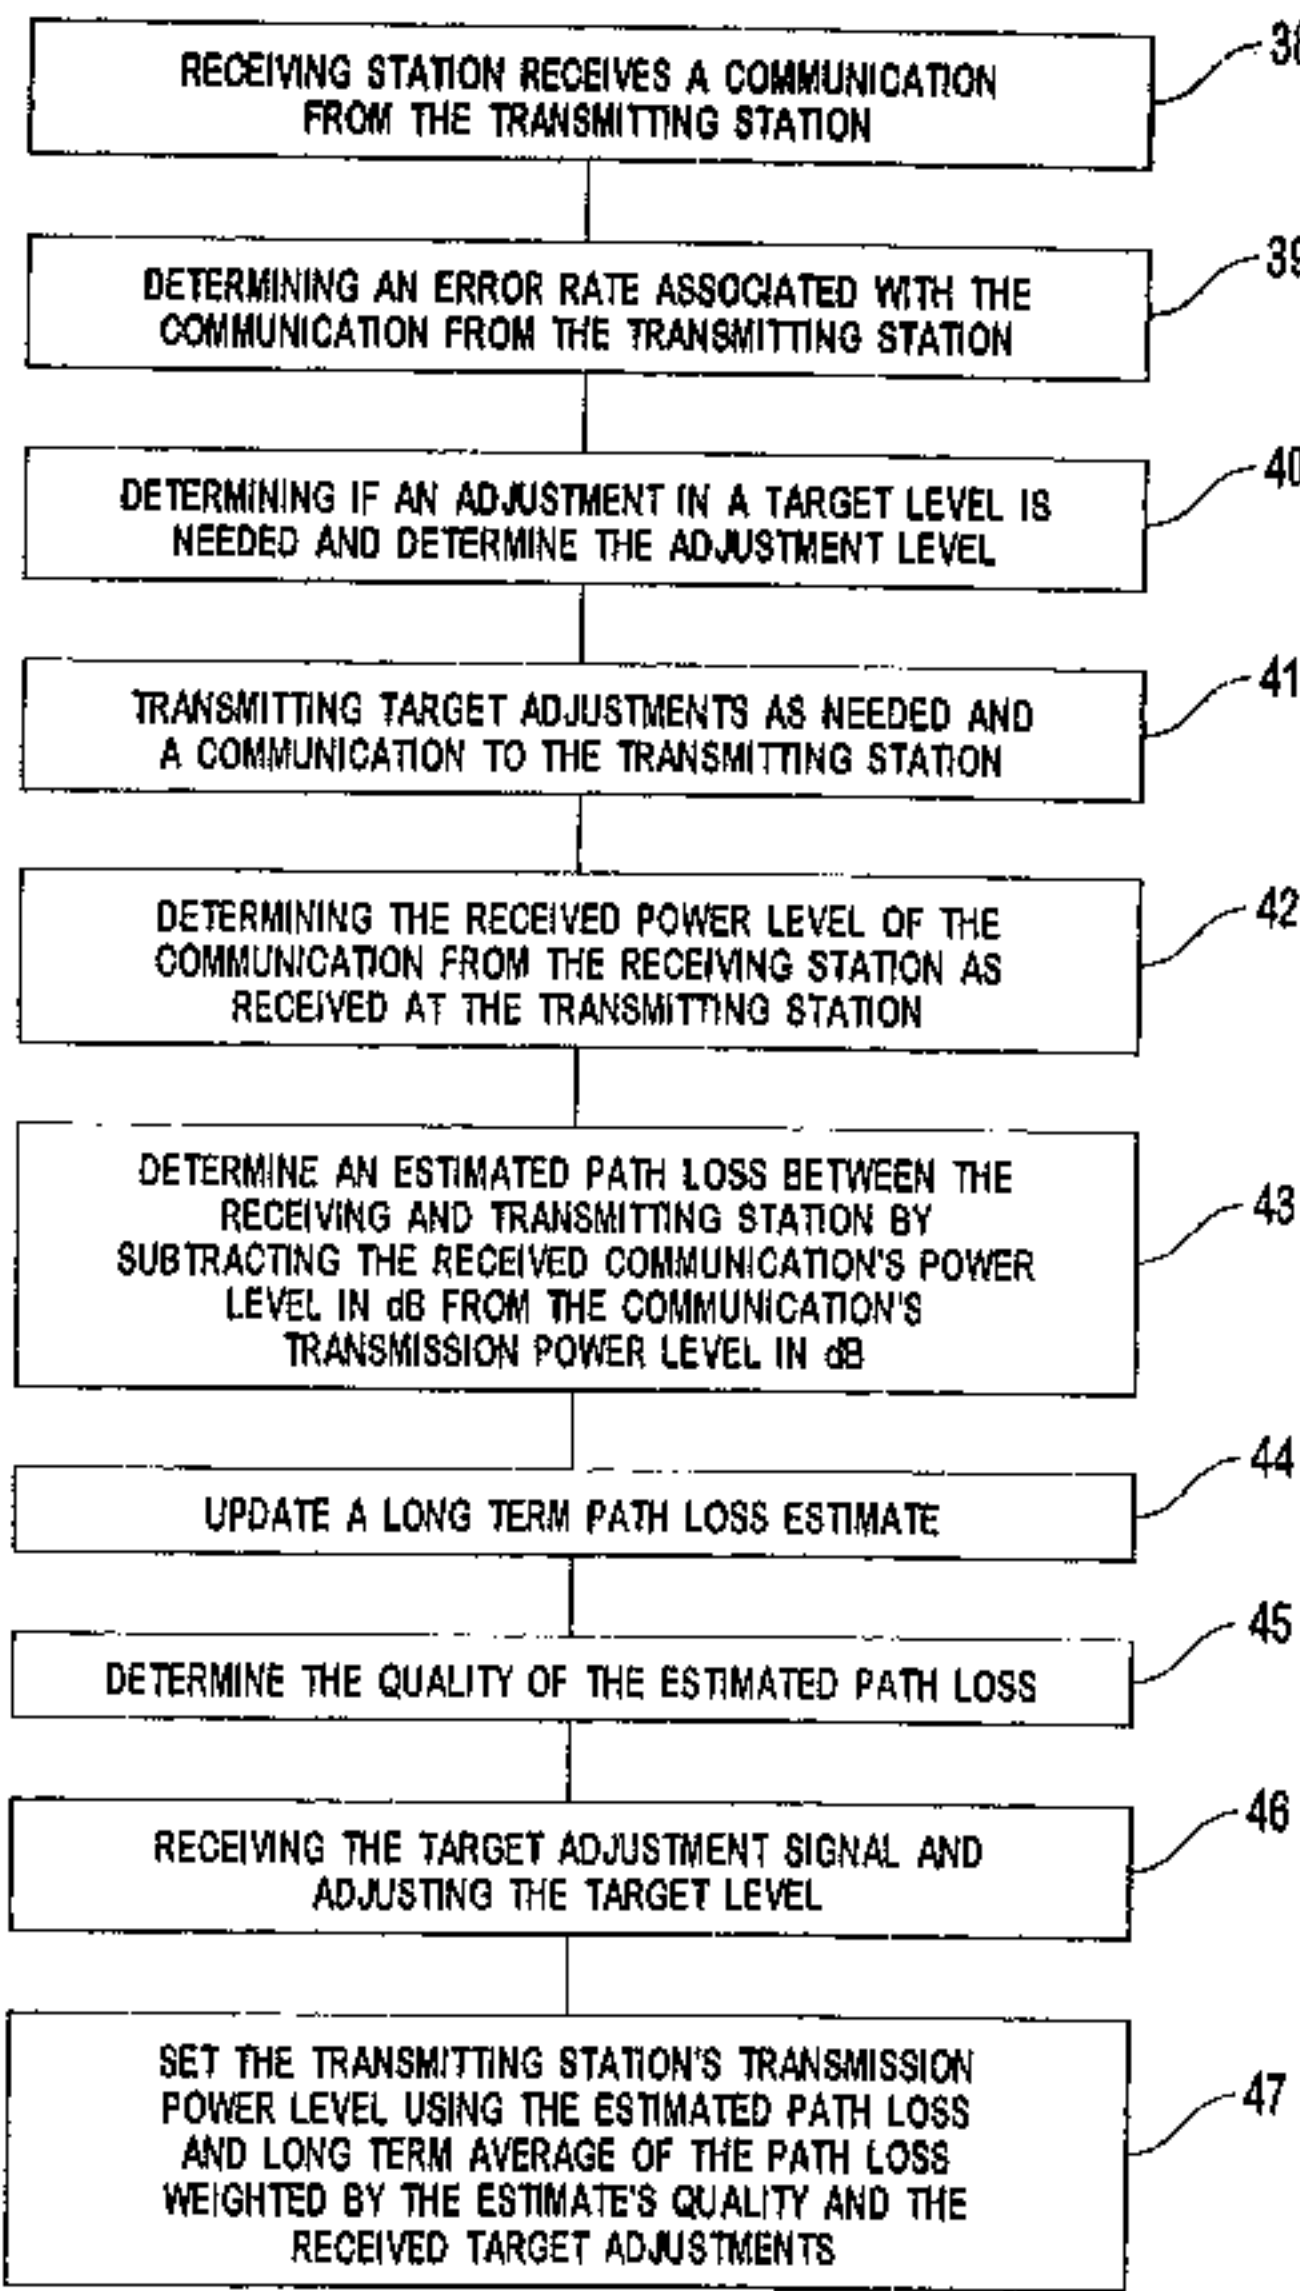 RECEIVING STATION RECEIVES A COMMUNICATION
FROM THE TRANSMITTING STATION
38
DETERMINING AN ERROR RATE ASSOCIATED WITH THE
COMMUNICATION FROM THE TRANSMITTING STATION
39
DETERMINING IF AN ADJUSTMENT IN A TARGET LEVEL IS
NEEDED AND DETERMINE THE ADJUSTMENT LEVEL
40
TRANSMITTING TARGET ADJUSTMENTS AS NEEDED AND
A COMMUNICATION TO THE TRANSMITTING STATION
41
DETERMINING THE RECEIVED POWER LEVEL OF THE
COMMUNICATION FROM THE RECEIVING STATION AS
RECEIVED AT THE TRANSMITTING STATION
42
DETERMINE AN ESTIMATED PATH LOSS BETWEEN THE
RECEIVING AND TRANSMITTING STATION BY
SUBTRACTING THE RECEIVED COMMUNICATION'S POWER
LEVEL IN dB FROM THE COMMUNICATION'S
TRANSMISSION POWER LEVEL IN dB
43
UPDATE A LONG TERM PATH LOSS ESTIMATE
44
DETERMINE THE QUALITY OF THE ESTIMATED PATH LOSS
45
RECEIVING THE TARGET ADJUSTMENT SIGNAL AND
ADJUSTING THE TARGET LEVEL
46
SET THE TRANSMITTING STATION'S TRANSMISSION
POWER LEVEL USING THE ESTIMATED PATH LOSS
AND LONG TERM AVERAGE OF THE PATH LOSS
WEIGHTED BY THE ESTIMATE'S QUALITY AND THE
RECEIVED TARGET ADJUSTMENTS
47